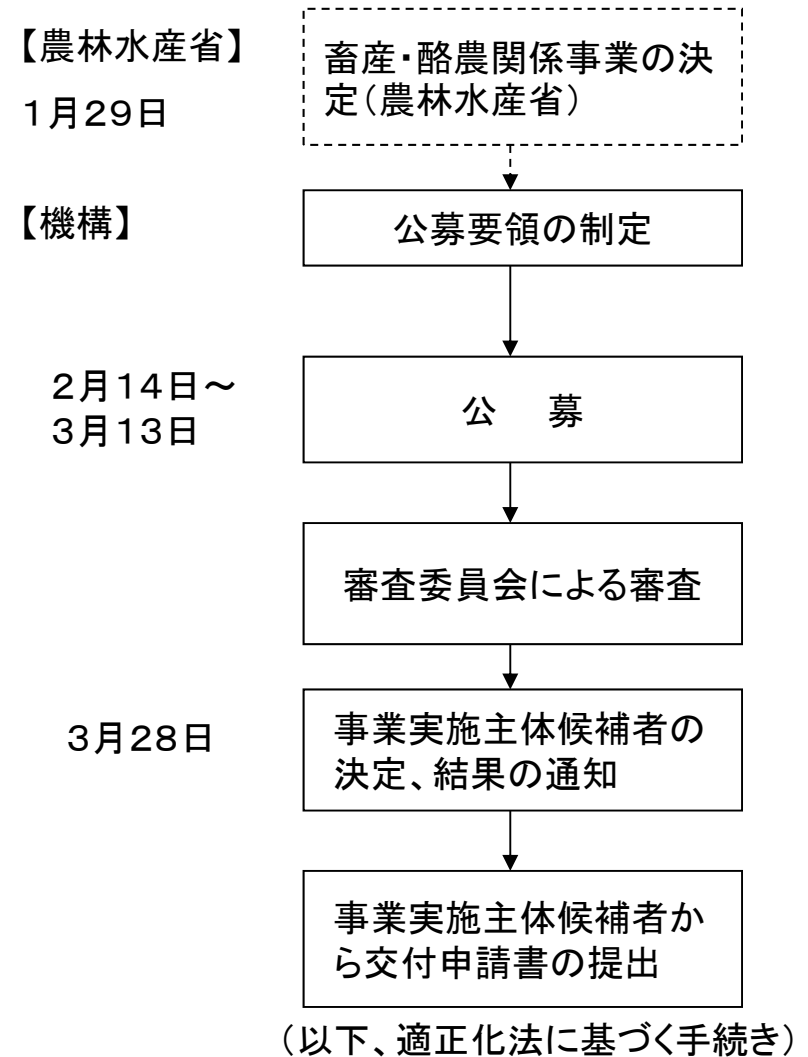 【農林水産省】
1月29日
畜産・酪農関係事業の決
定(農林水産省)
【機構】
公募要領の制定
2月14日～
3月13日
公　募
審査委員会による審査
3月28日
事業実施主体候補者の
決定、結果の通知
事業実施主体候補者か
ら交付申請書の提出
(以下、適正化法に基づく手続き)